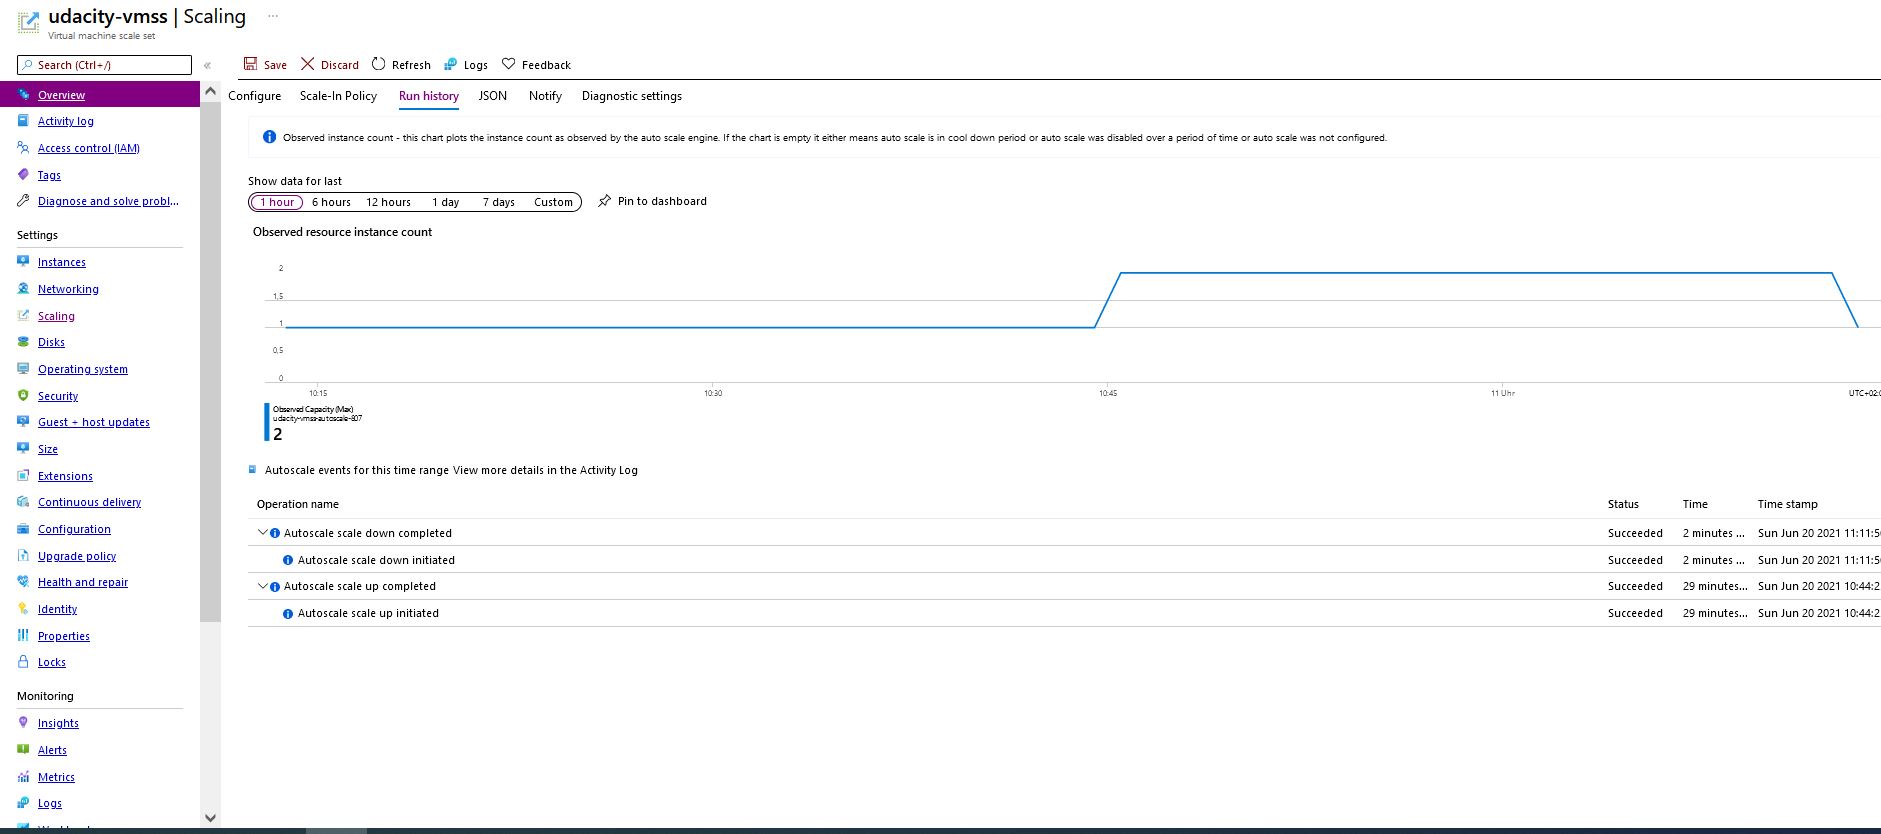 udacity-vmss | Scaling ...
Virtual machine scale set
Search (Ctrl+/)
«
Save Discard Refresh Logs Feedback
Overview
Activity log
Access control (IAM)
Tags
Diagnose and solve probl...
Settings
Instances
Networking
Scaling
Disks
Operating system
Security
Guest + host updates
Size
Extensions
Continuous delivery
Configuration
Upgrade policy
Health and repair
Identity
Properties
Locks
Monitoring
Insights
Alerts
Metrics
Logs
Configure Scale-In Policy Run history JSON Notify Diagnostic settings
Observed instance count - this chart plots the instance count as observed by the auto scale engine. If the chart is empty it either means auto scale is in cool down period or auto scale was disabled over a period of time or auto scale was not configured.
Show data for last
1 hour 6 hours 12 hours 1 day 7 days Custom Pin to dashboard
Observed resource instance count
2
1,5
1
0,5
0
10:15 10:30 10:45 11 Uhr UTC+02:0
Observed Capacity (Max)
udacity-vmss-autoscale-807
2
Autoscale events for this time range View more details in the Activity Log
Operation name Status Time Time stamp
Autoscale scale down completed Succeeded 2 minutes ... Sun Jun 20 2021 11:11:5
Autoscale scale down initiated Succeeded 2 minutes ... Sun Jun 20 2021 11:11:5
Autoscale scale up completed Succeeded 29 minutes... Sun Jun 20 2021 10:44:2
Autoscale scale up initiated Succeeded 29 minutes... Sun Jun 20 2021 10:44:2